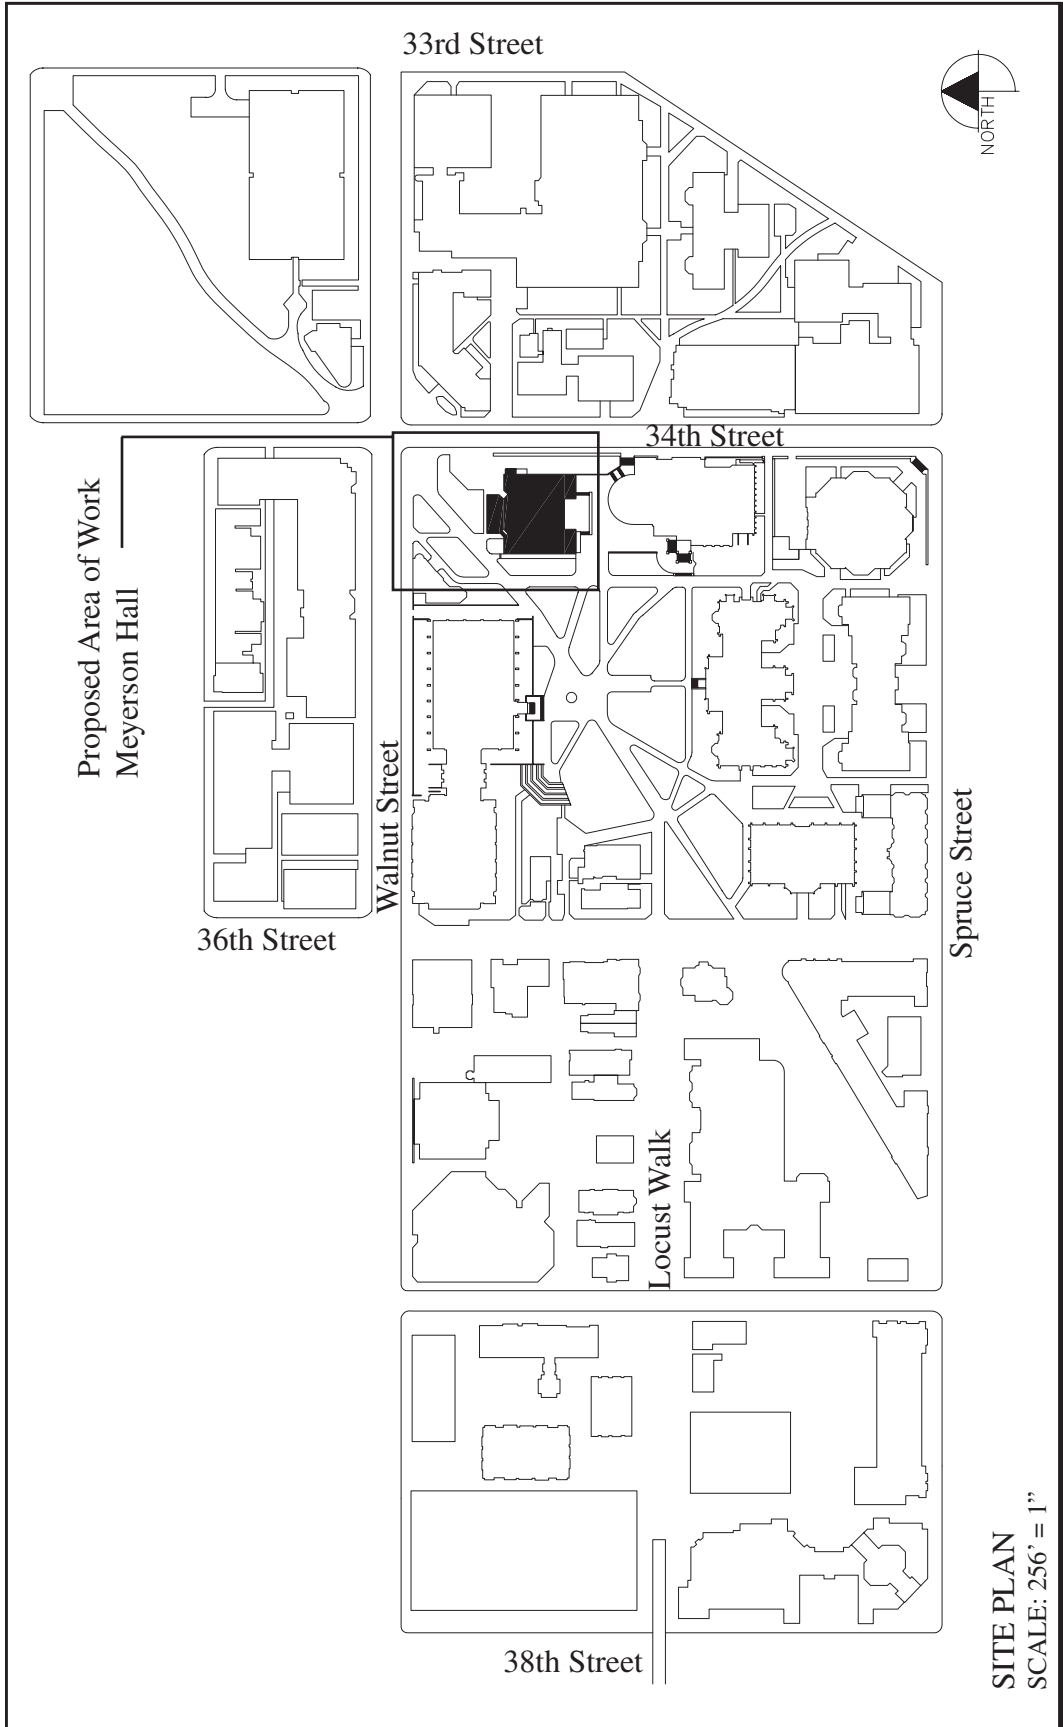 33rd Street
NORTH
34th Street
Proposed Area of Work
Meyerson Hall
Walnut Street
36th Street
Spruce Street
Locust Walk
38th Street
SITE PLAN
SCALE: 256' = 1”